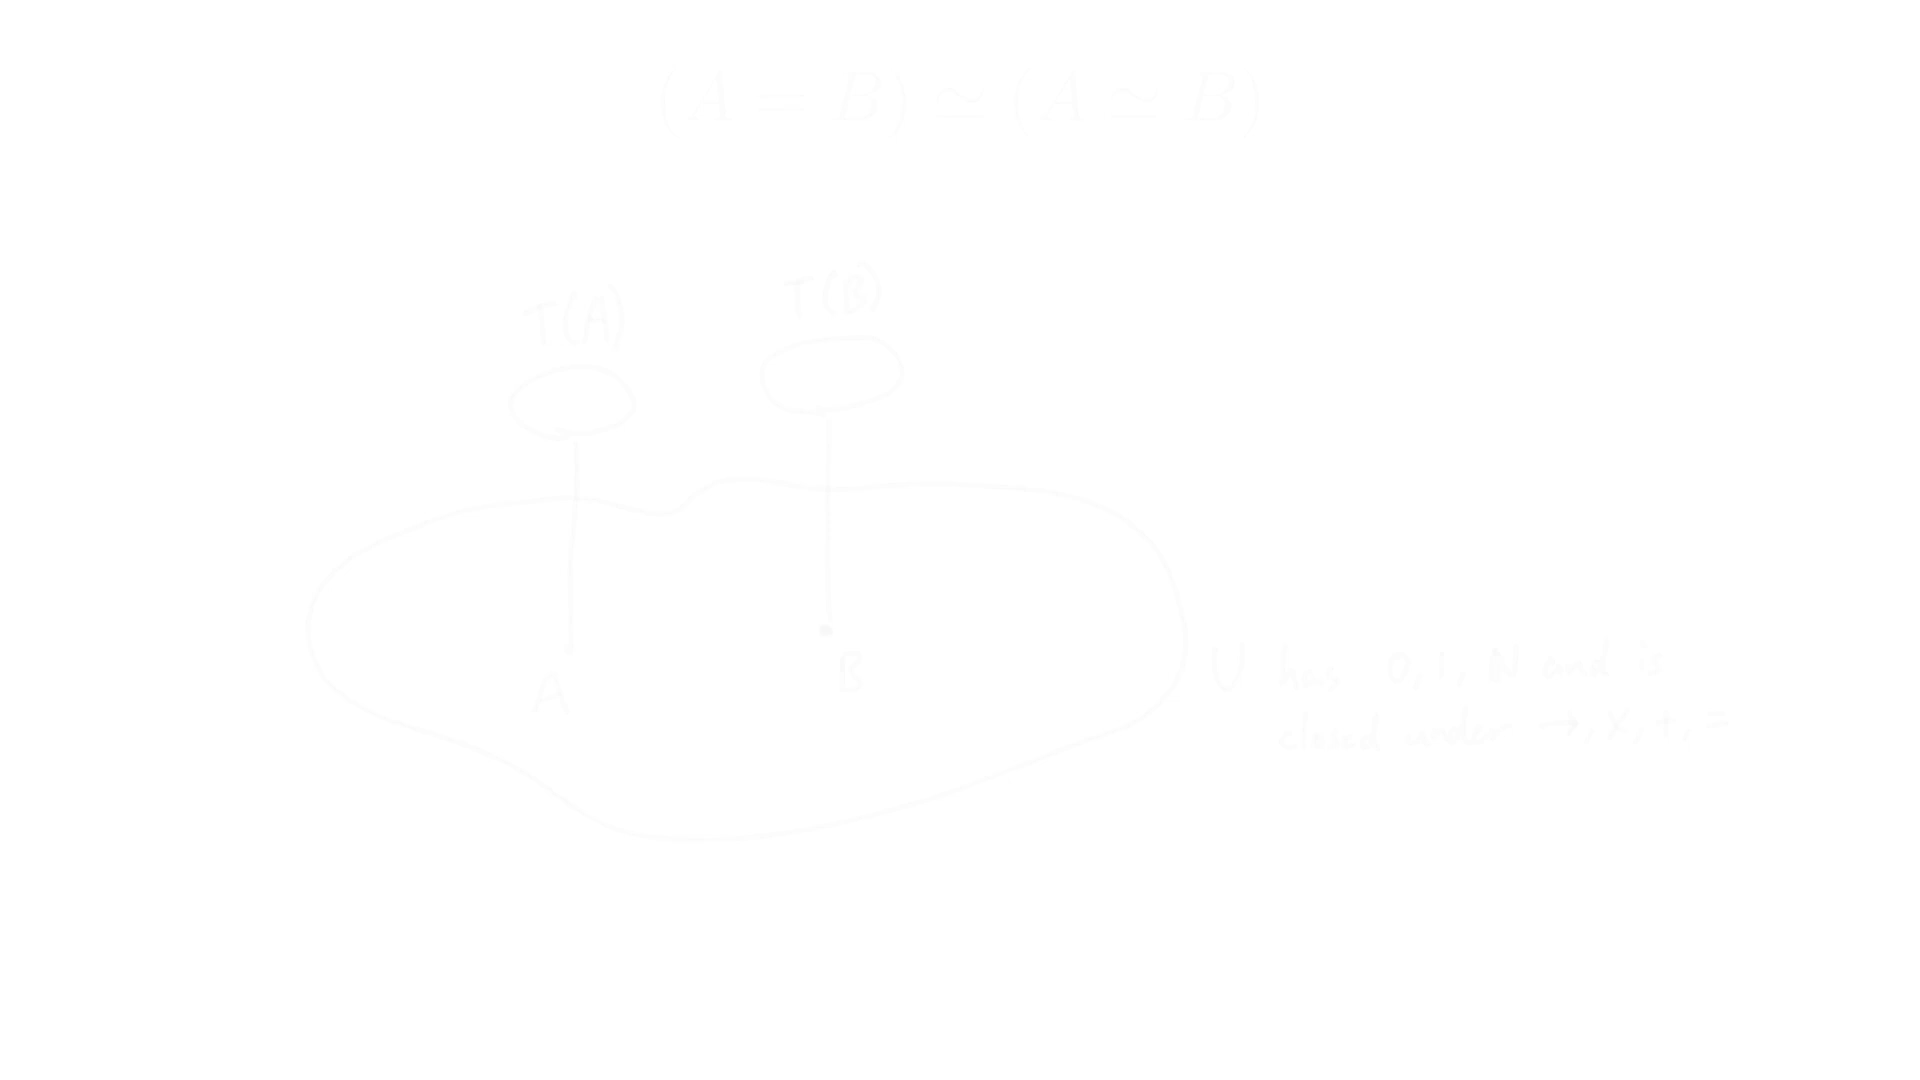 (A = B) ≃ (A ≃ B)
T(A)
T(B)
A
B
U has 0, 1, N and is
closed under →, ×, +, =